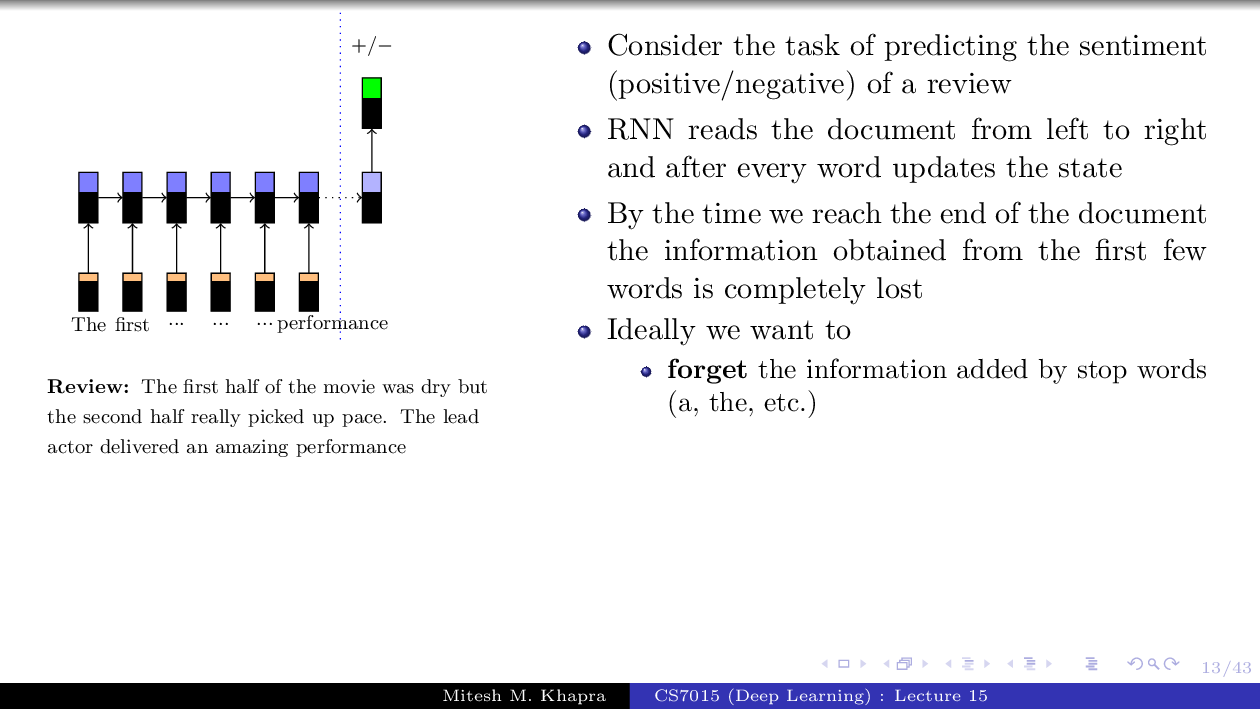 +/−
The first ... ... ... performance
Review: The first half of the movie was dry but
the second half really picked up pace. The lead
actor delivered an amazing performance
Consider the task of predicting the sentiment
(positive/negative) of a review
RNN reads the document from left to right
and after every word updates the state
By the time we reach the end of the document
the information obtained from the first few
words is completely lost
Ideally we want to
forget the information added by stop words
(a, the, etc.)
13/43
Mitesh M. Khapra
CS7015 (Deep Learning) : Lecture 15